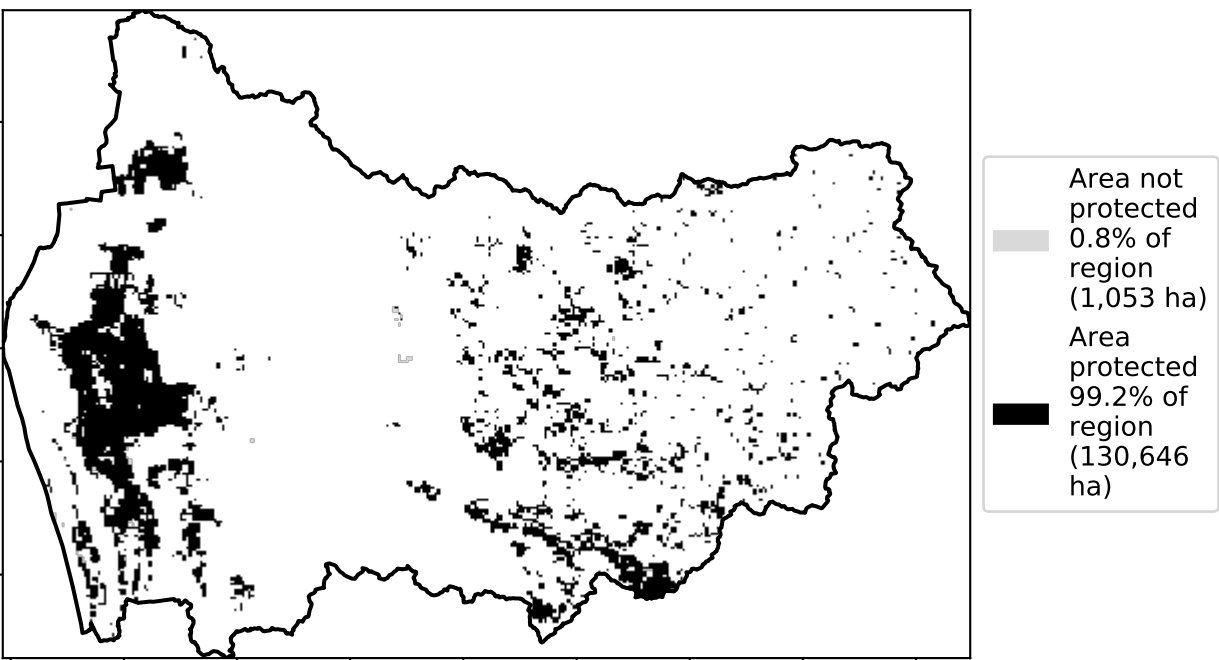 Area not
protected
0.8% of
region
(1,053 ha)
Area
protected
99.2% of
region
(130,646
ha)